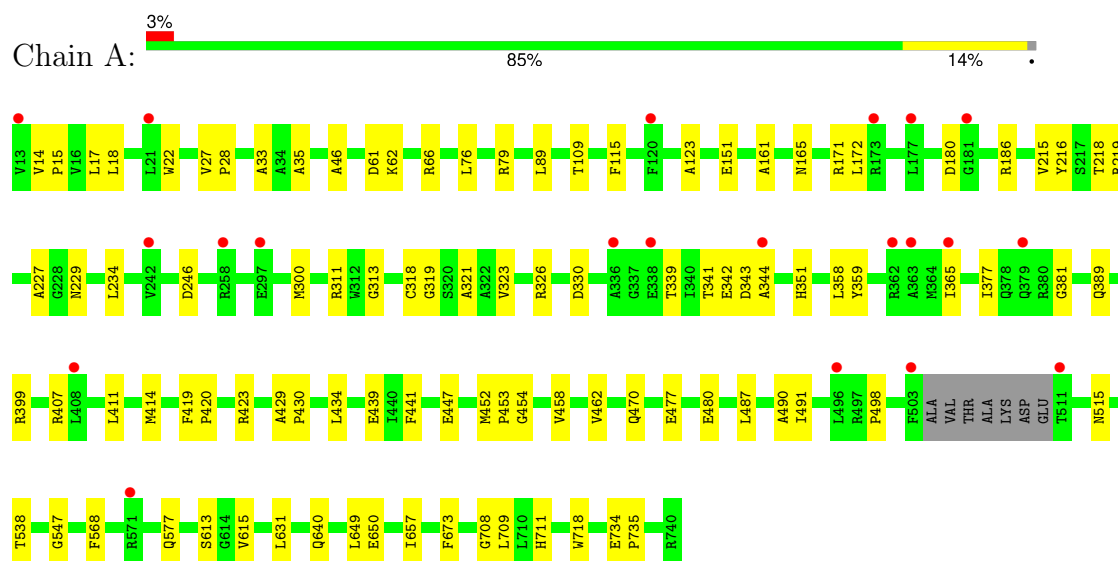 3%
Chain A:
85% 14% •
V13 V14 P15 V16 L17 L18 L21 W22 V27 P28 A33 A34 A35 A46 D61 K62 R66 L76 R79 L89 T109 F115 F120 A123 E151 A161 N165 R171 L172 R173 L177 D180 G181 R186 V215 Y216 S217 T218 R219
A227 G228 N229 L234 V242 D246 R258 E297 M300 R311 W312 G313 C318 G319 S320 A321 A322 V323 R326 D330 A336 G337 E338 T339 I340 T341 E342 D343 A344 H351 L358 Y359 R362 A363 M364 I365 I377 Q378 Q379 R380 G381 Q389
R399 R407 L408 L411 M414 F419 P420 R423 A429 P430 L434 E439 I440 F441 E447 M452 P453 G454 V458 V462 Q470 E477 E480 L487 A490 I491 L496 R497 P498 F503 ALA VAL THR ALA LYS ASP GLU T511 N515
T538 G547 F568 R571 Q577 S613 G614 V615 L631 Q640 L649 E650 I657 F673 G708 L709 L710 H711 W718 E734 P735 R740